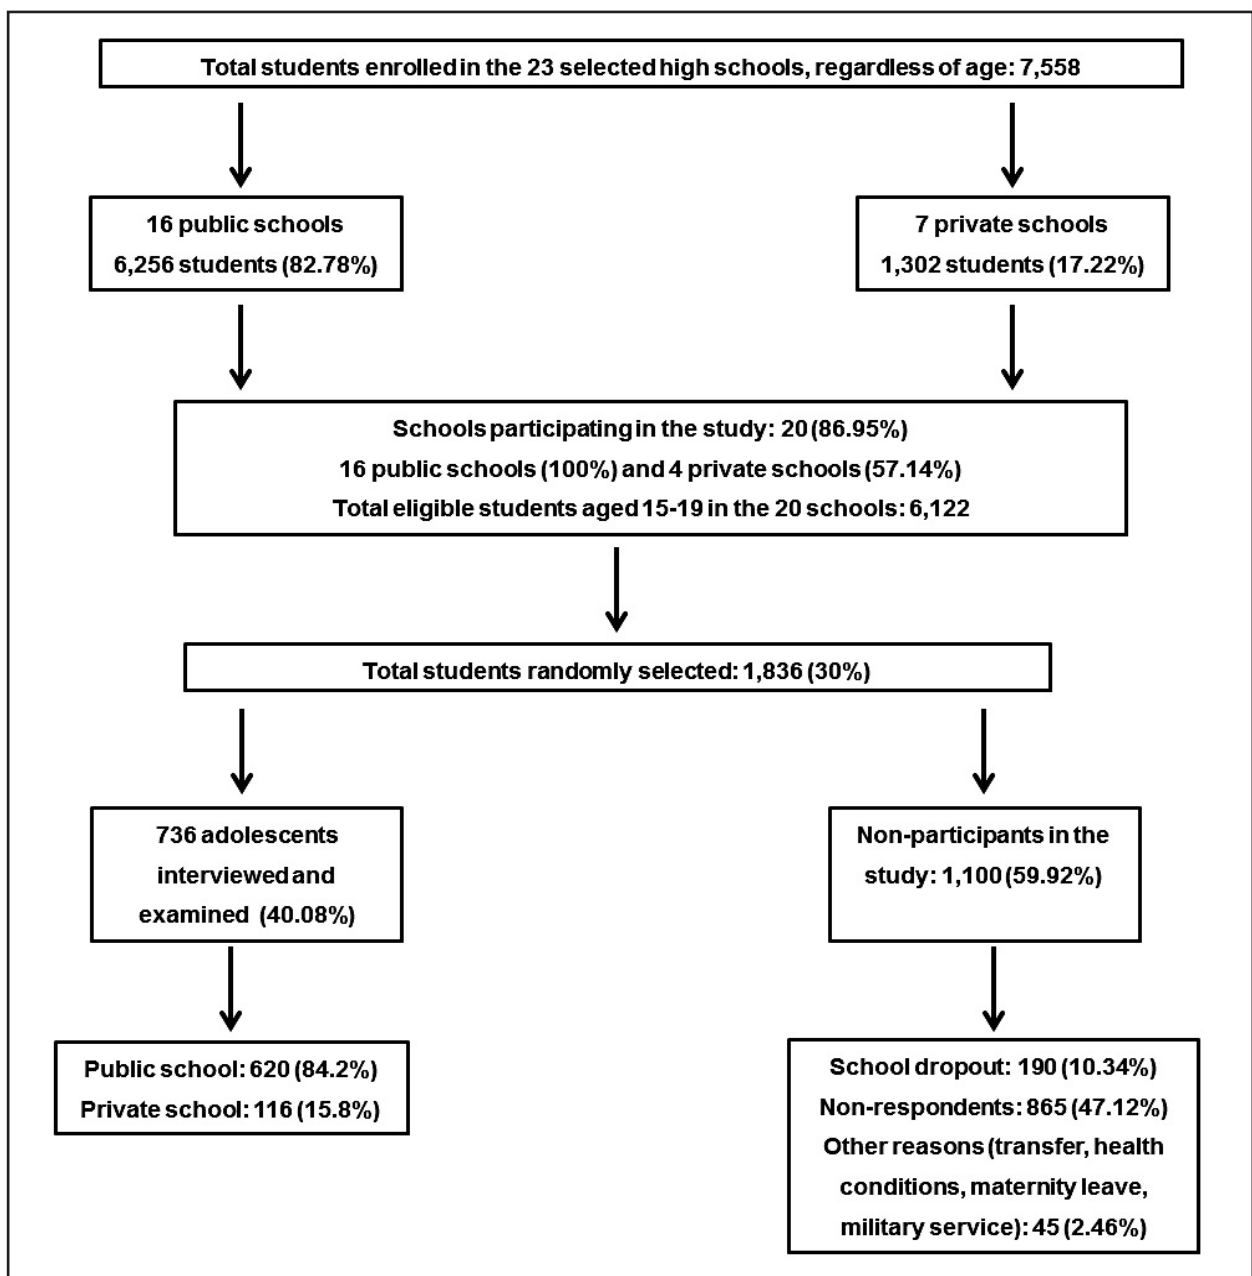 Total students enrolled in the 23 selected high schools, regardless of age: 7,558
16 public schools
6,256 students (82.78%)
7 private schools
1,302 students (17.22%)
Schools participating in the study: 20 (86.95%)
16 public schools (100%) and 4 private schools (57.14%)
Total eligible students aged 15-19 in the 20 schools: 6,122
Total students randomly selected: 1,836 (30%)
736 adolescents
interviewed and
examined (40.08%)
Non-participants in the
study: 1,100 (59.92%)
Public school: 620 (84.2%)
Private school: 116 (15.8%)
School dropout: 190 (10.34%)
Non-respondents: 865 (47.12%)
Other reasons (transfer, health
conditions, maternity leave,
military service): 45 (2.46%)